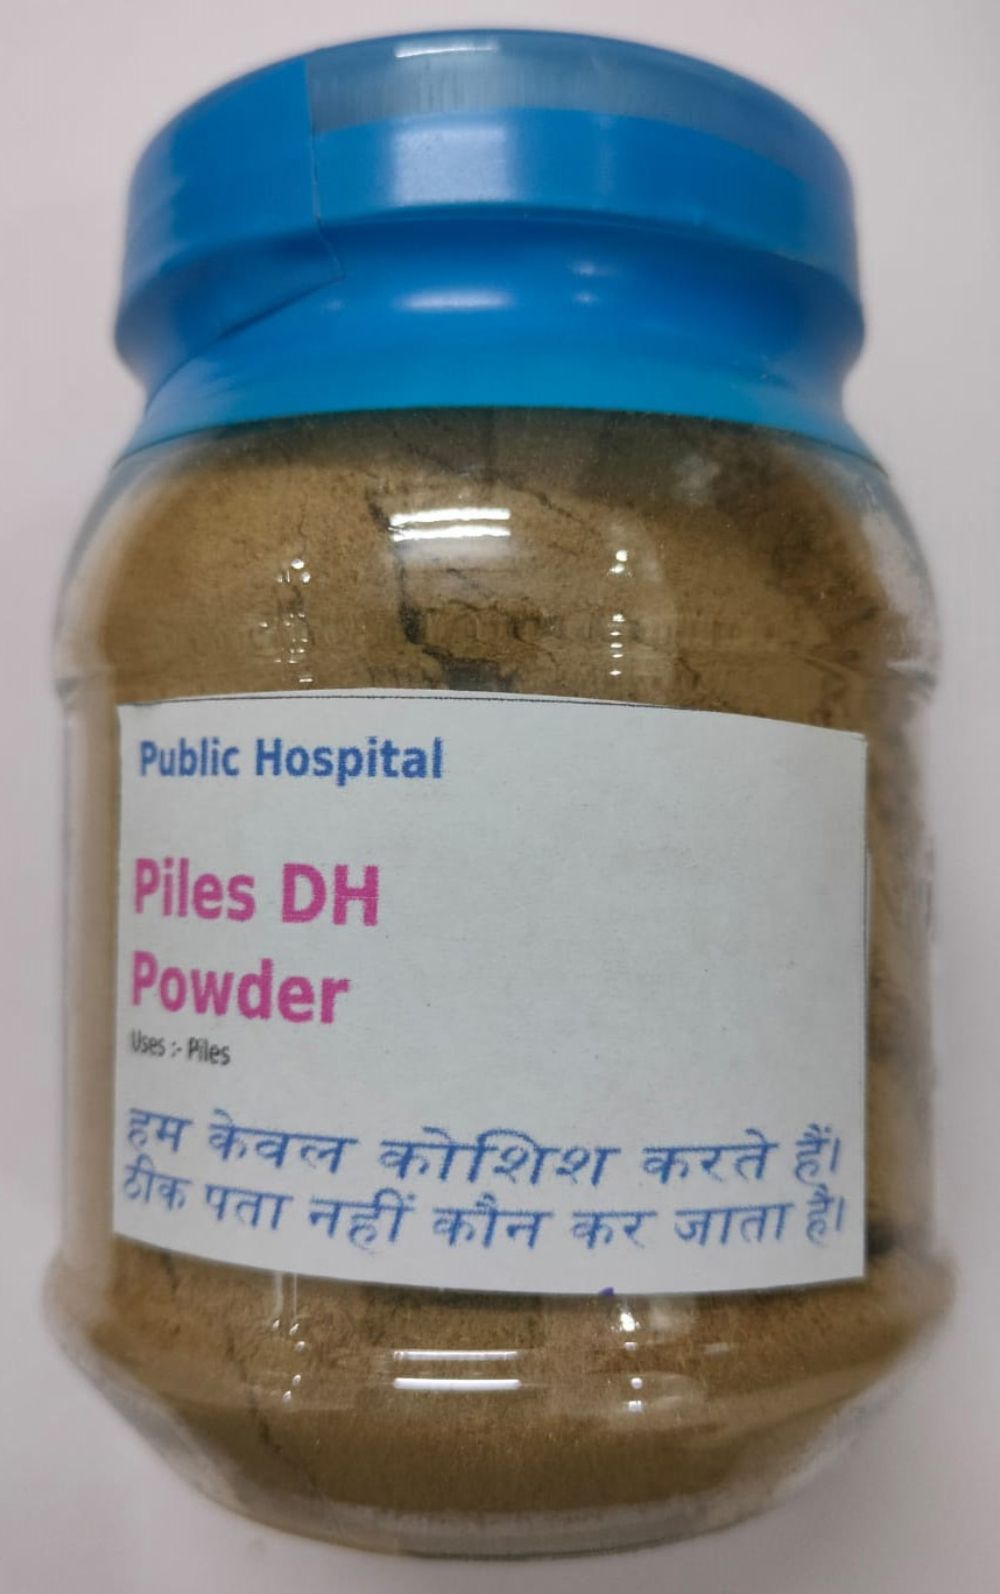 Public Hospital
Piles DH
Powder
Uses :- Piles
हम केवल कोशिश करते हैं।
ठीक पता नहीं कौन कर जाता है।